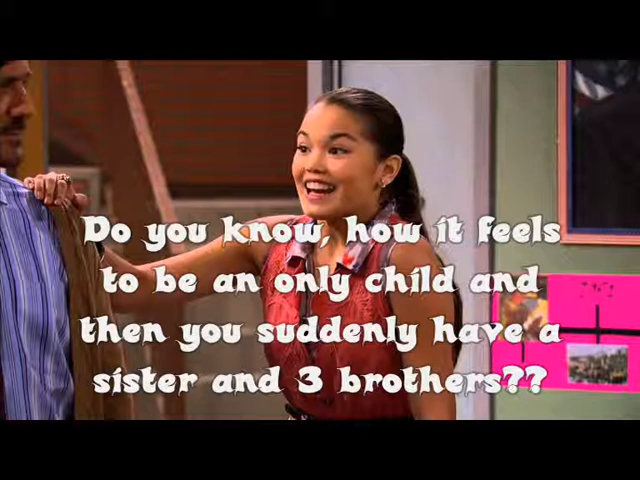 Do you know, how it feels
to be an only child and
then you suddenly have a
sister and 3 brothers??